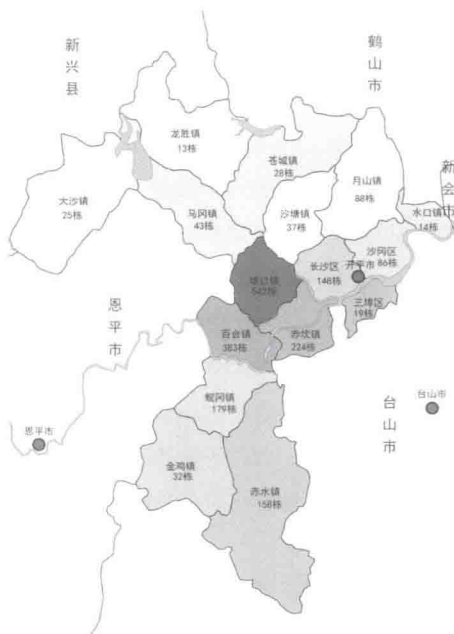 新兴县
鹤山市
龙胜镇
13栋
苍城镇
28栋
月山镇
88栋
新会市
大沙镇
25栋
马冈镇
43栋
沙塘镇
37栋
水口镇
14栋
沙冈区
86栋
长沙区
148栋
开平市
塘口镇
542栋
三埠区
19栋
恩平市
百合镇
383栋
赤坎镇
224栋
蚬冈镇
179栋
台山市
台山市
恩平市
金鸡镇
32栋
赤水镇
158栋